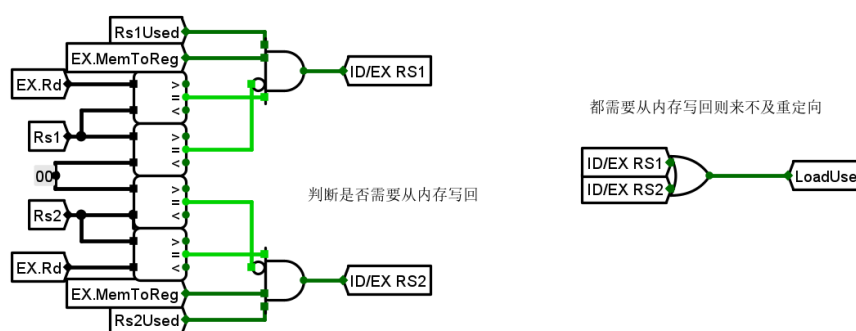 Rs1Used
EX.MemToReg
EX.Rd
>
=
<
Rs1
>
=
<
00
>
=
<
Rs2
>
=
<
EX.Rd
EX.MemToReg
Rs2Used
ID/EX RS1
判断是否需要从内存写回
ID/EX RS2
都需要从内存写回则来不及重定向
ID/EX RS1
ID/EX RS2
LoadUse